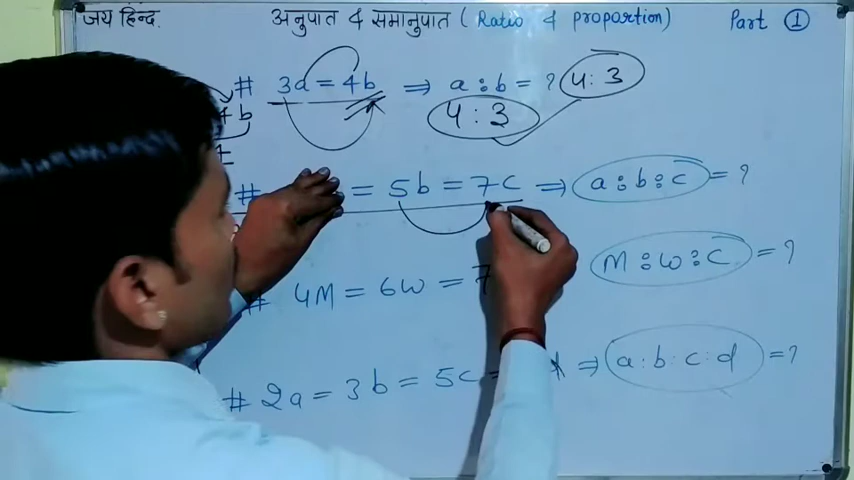 जय हिन्द. अनुपात & समानुपात ( Ratio & proportion) Part ①
# 3a = 4b ⇒ a : b = ? 4 : 3
4 : 3
4b
# = 5b = 7c ⇒ a : b : c = ?
# 4M = 6W = 7 M : W : C = ?
# 2a = 3b = 5c = ⇒ a : b : c : d = ?